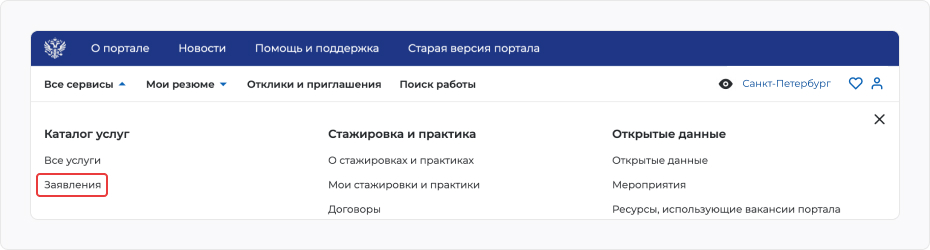 О портале Новости Помощь и поддержка Старая версия портала
Все сервисы Мои резюме Отклики и приглашения Поиск работы Санкт-Петербург
Каталог услуг Стажировка и практика Открытые данные
Все услуги О стажировках и практиках Открытые данные
Заявления Мои стажировки и практики Мероприятия
Договоры Ресурсы, использующие вакансии портала